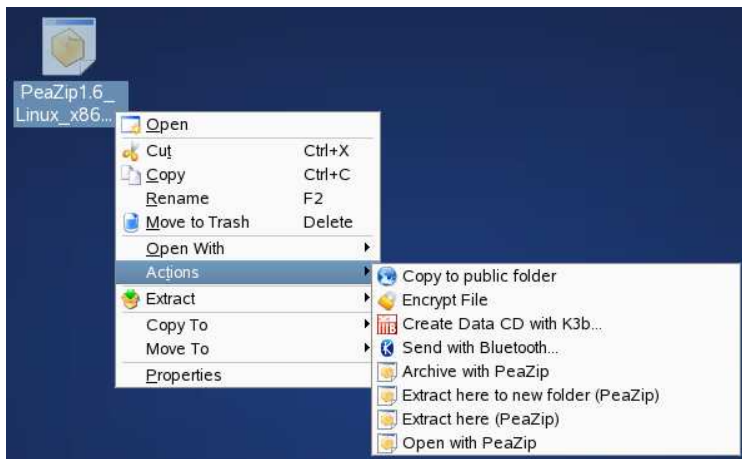 PeaZip1.6_
Linux_x86...
Open
Cut Ctrl+X
Copy Ctrl+C
Rename F2
Move to Trash Delete
Open With
Actions
Extract
Copy To
Move To
Properties
Copy to public folder
Encrypt File
Create Data CD with K3b...
Send with Bluetooth...
Archive with PeaZip
Extract here to new folder (PeaZip)
Extract here (PeaZip)
Open with PeaZip